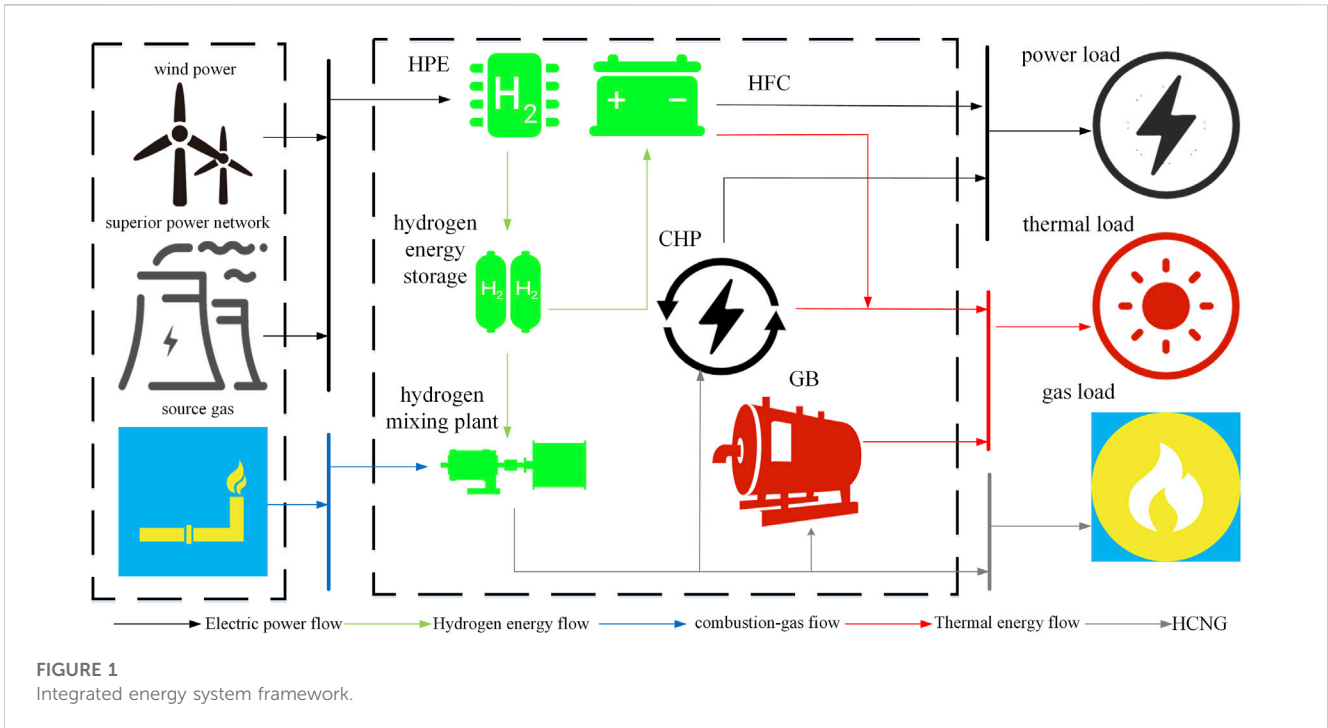 wind power
superior power network
source gas
HPE
H2
HFC
+ −
hydrogen
energy
storage
H2 H2
CHP
hydrogen
mixing plant
GB
power load
thermal load
gas load
Electric power flow
Hydrogen energy flow
combustion-gas fiow
Thermal energy flow
HCNG
FIGURE 1
Integrated energy system framework.